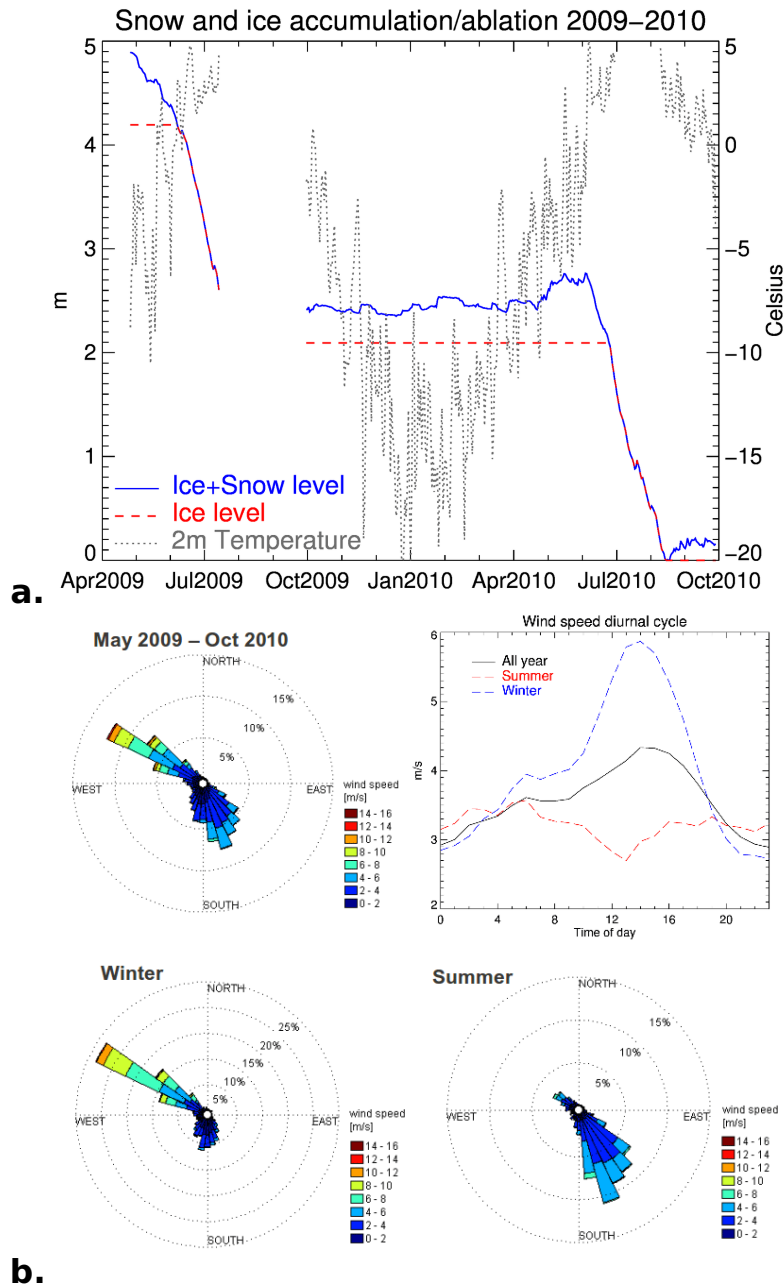 Snow and ice accumulation/ablation 2009−2010
5
4
3
2
1
0
m
5
0
−5
−10
−15
−20
Celsius
Ice+Snow level
Ice level
2m Temperature
Apr2009 Jul2009 Oct2009 Jan2010 Apr2010 Jul2010 Oct2010
a.
May 2009 – Oct 2010
NORTH
15%
10%
5%
WEST
EAST
SOUTH
wind speed
[m/s]
14 - 16
12 - 14
10 - 12
8 - 10
6 - 8
4 - 6
2 - 4
0 - 2
Wind speed diurnal cycle
6
5
4
3
2
m/s
All year
Summer
Winter
0 4 8 12 16 20
Time of day
Winter
NORTH
25%
20%
15%
10%
5%
WEST
EAST
SOUTH
wind speed
[m/s]
14 - 16
12 - 14
10 - 12
8 - 10
6 - 8
4 - 6
2 - 4
0 - 2
Summer
NORTH
15%
10%
5%
WEST
EAST
SOUTH
wind speed
[m/s]
14 - 16
12 - 14
10 - 12
8 - 10
6 - 8
4 - 6
2 - 4
0 - 2
b.